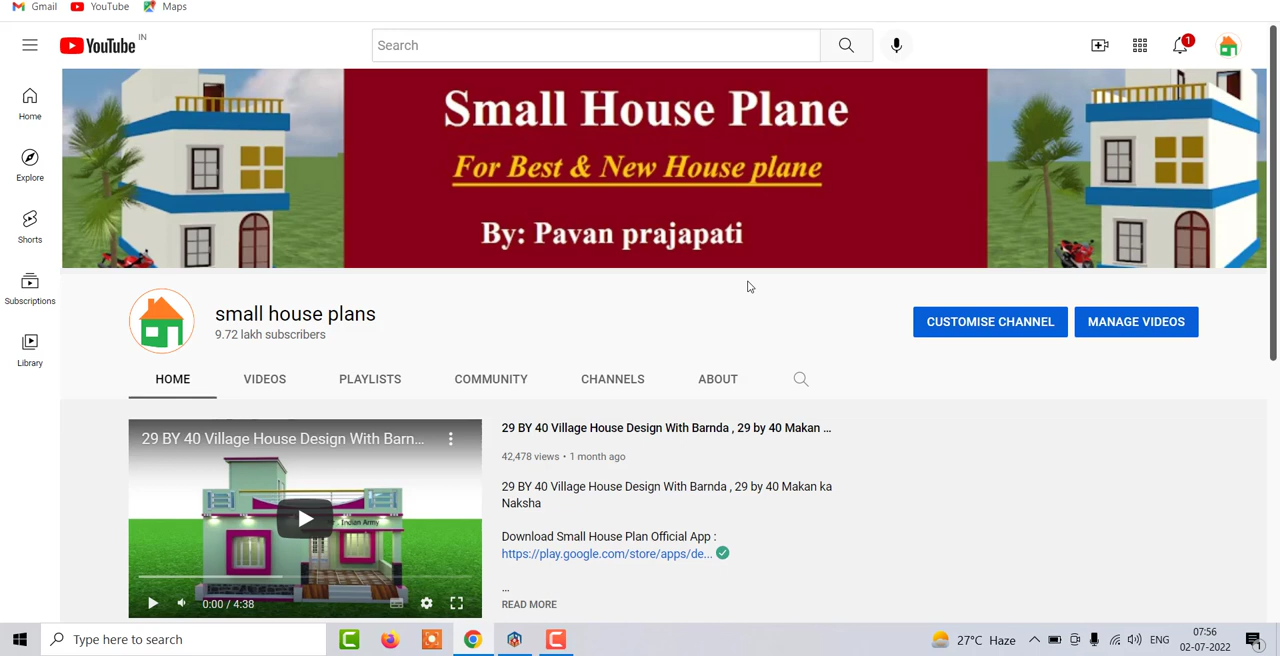 Gmail YouTube Maps
YouTube IN
Search
1
Small House Plane
For Best & New House plane
By: Pavan prajapati
Home
Explore
Shorts
Subscriptions
Library
small house plans
9.72 lakh subscribers
CUSTOMISE CHANNEL MANAGE VIDEOS
HOME VIDEOS PLAYLISTS COMMUNITY CHANNELS ABOUT
29 BY 40 Village House Design With Barn...
Indian Army
0:00 / 4:38
29 BY 40 Village House Design With Barnda , 29 by 40 Makan ...
42,478 views • 1 month ago
29 BY 40 Village House Design With Barnda , 29 by 40 Makan ka
Naksha
Download Small House Plan Official App :
https://play.google.com/store/apps/de...
...
READ MORE
Type here to search
27°C Haze
ENG
07:56
02-07-2022
1